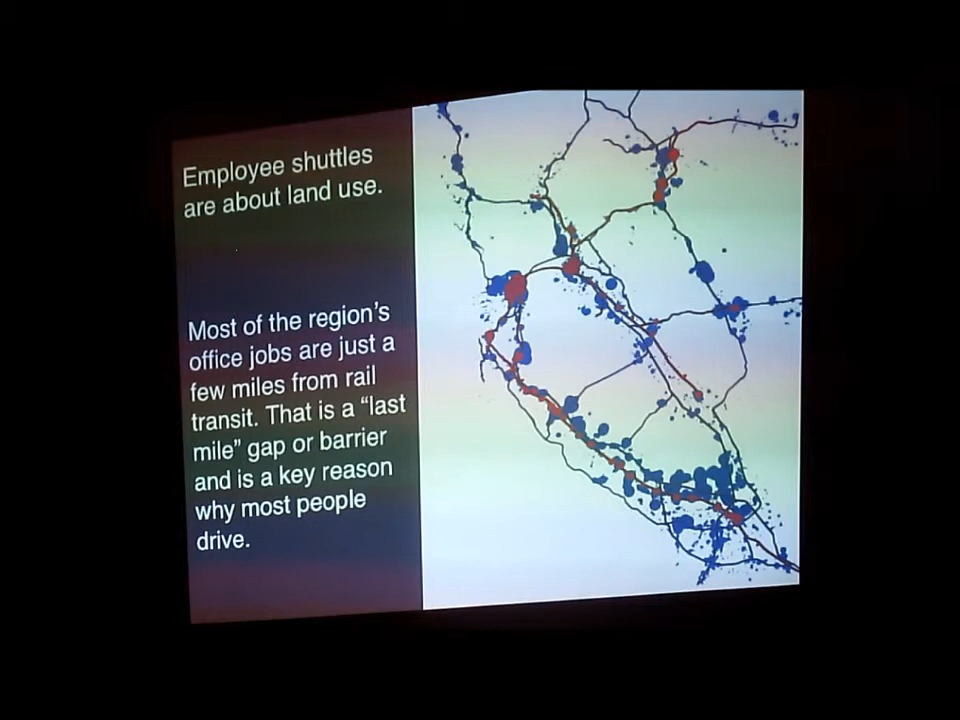 Employee shuttles
are about land use.
Most of the region's
office jobs are just a
few miles from rail
transit. That is a “last
mile” gap or barrier
and is a key reason
why most people
drive.